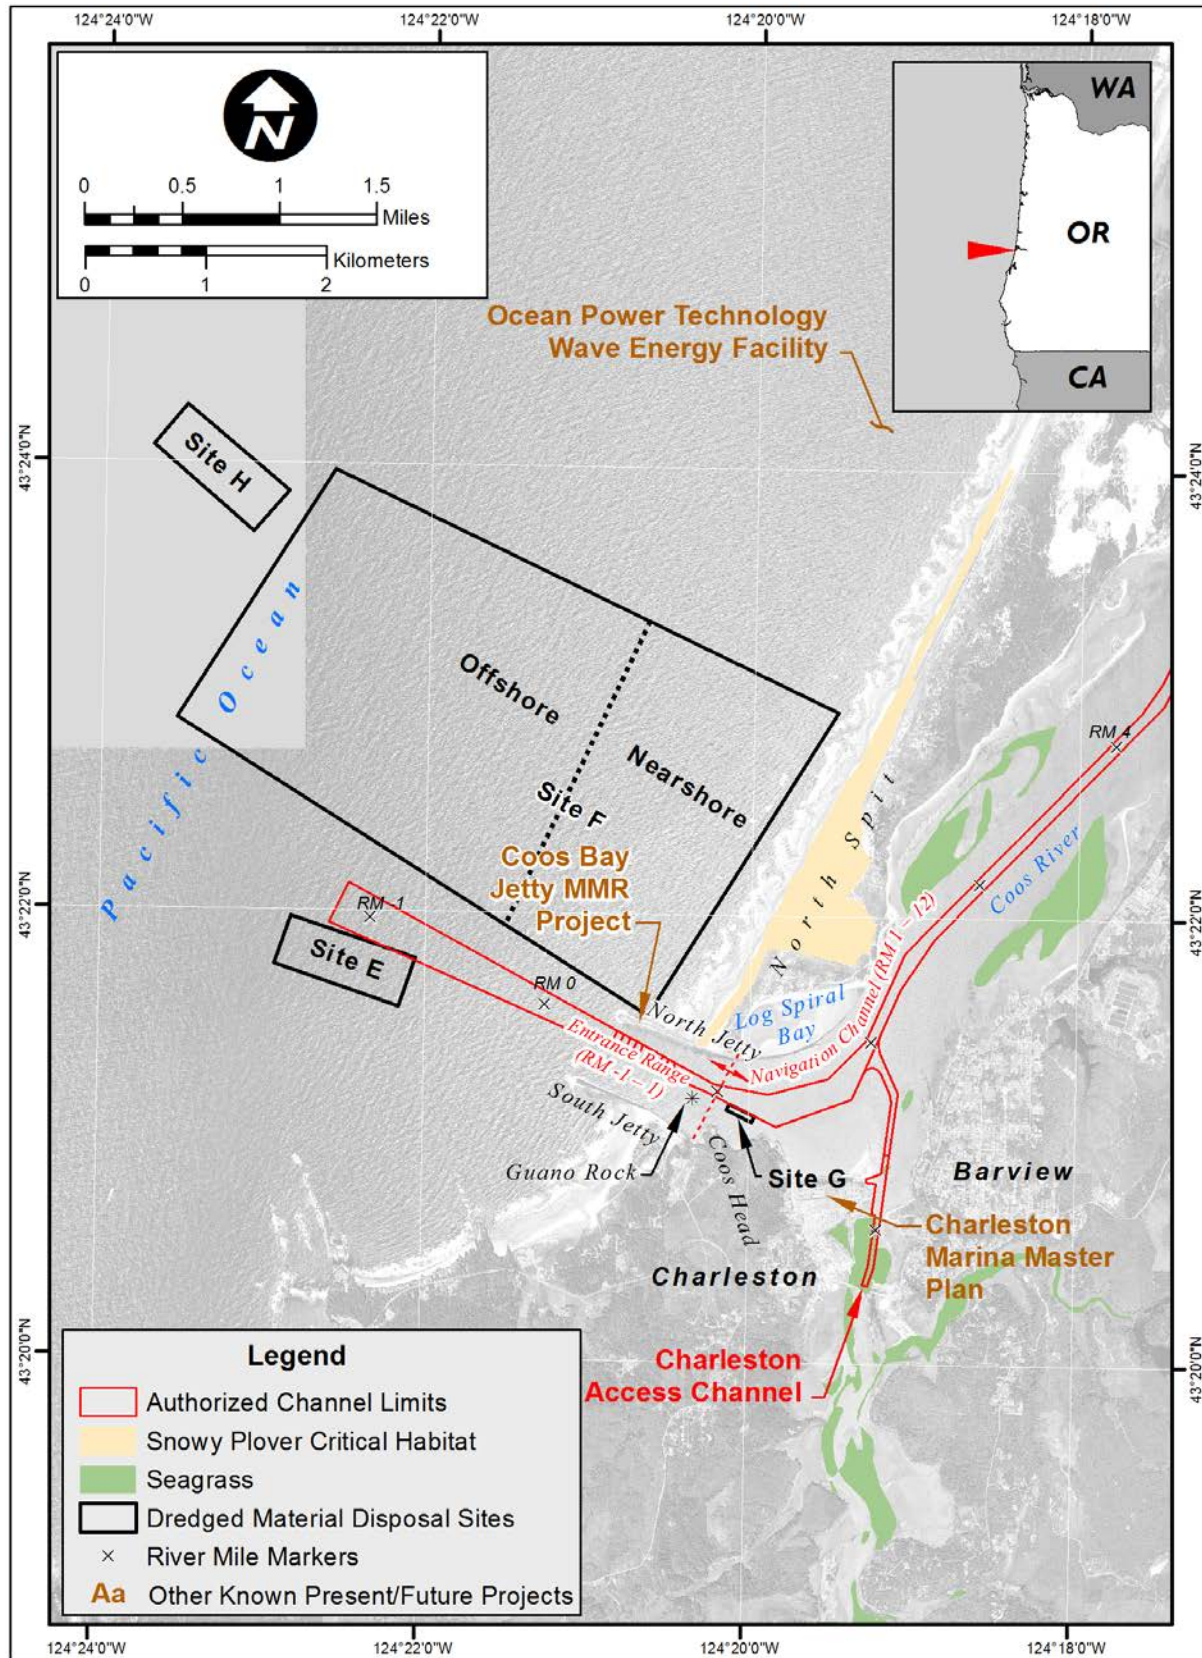 124°24'0"W
124°22'0"W
124°20'0"W
124°18'0"W
N
0
0.5
1
1.5
Miles
Kilometers
0
1
2
WA
OR
CA
Ocean Power Technology
Wave Energy Facility
43°24'0"N
43°24'0"N
Site H
Pacific Ocean
Offshore
Nearshore
Site F
RM 4
North Spit
Coos River
Coos Bay
Jetty MMR
Project
43°22'0"N
43°22'0"N
RM -1
Site E
RM 0
North Jetty
Log Spiral
Bay
Navigation Channel (RM 1 – 12)
Entrance Range
(RM -1 – 1)
South Jetty
Guano Rock
Coos Head
Site G
Barview
Charleston
Marina Master
Plan
Charleston
43°20'0"N
43°20'0"N
Charleston
Access Channel
Legend
Authorized Channel Limits
Snowy Plover Critical Habitat
Seagrass
Dredged Material Disposal Sites
River Mile Markers
Aa Other Known Present/Future Projects
124°24'0"W
124°22'0"W
124°20'0"W
124°18'0"W